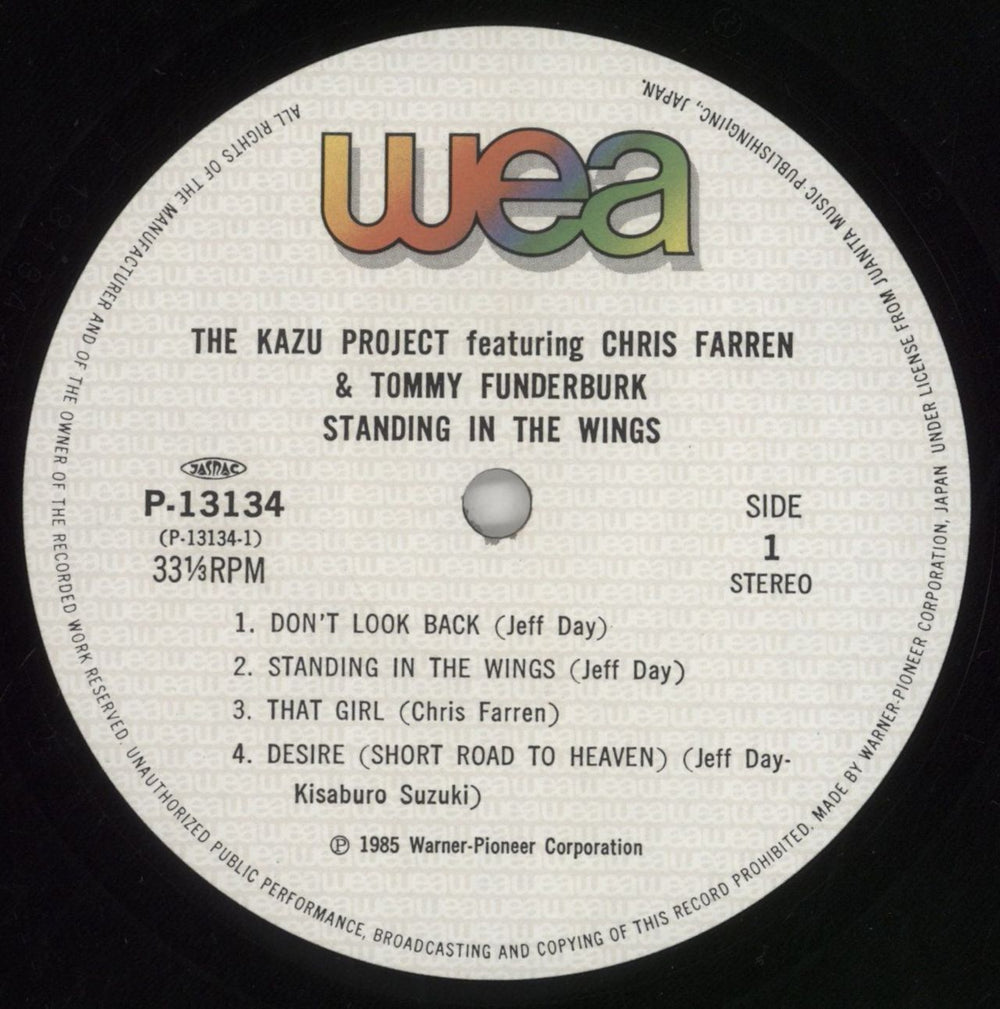 wea
THE KAZU PROJECT featuring CHRIS FARREN
& TOMMY FUNDERBURK
STANDING IN THE WINGS
JASRAC
P-13134
(P-13134-1)
33⅓RPM
SIDE
1
STEREO
1. DON'T LOOK BACK (Jeff Day)
2. STANDING IN THE WINGS (Jeff Day)
3. THAT GIRL (Chris Farren)
4. DESIRE (SHORT ROAD TO HEAVEN) (Jeff Day-
Kisaburo Suzuki)
℗ 1985 Warner-Pioneer Corporation
ALL RIGHTS OF THE MANUFACTURER AND OF THE OWNER OF THE RECORDED WORK RESERVED. UNAUTHORIZED PUBLIC PERFORMANCE, BROADCASTING AND COPYING OF THIS RECORD PROHIBITED. MADE BY WARNER-PIONEER CORPORATION, JAPAN UNDER LICENSE FROM JUANITA MUSIC PUBLISHING, INC., JAPAN.